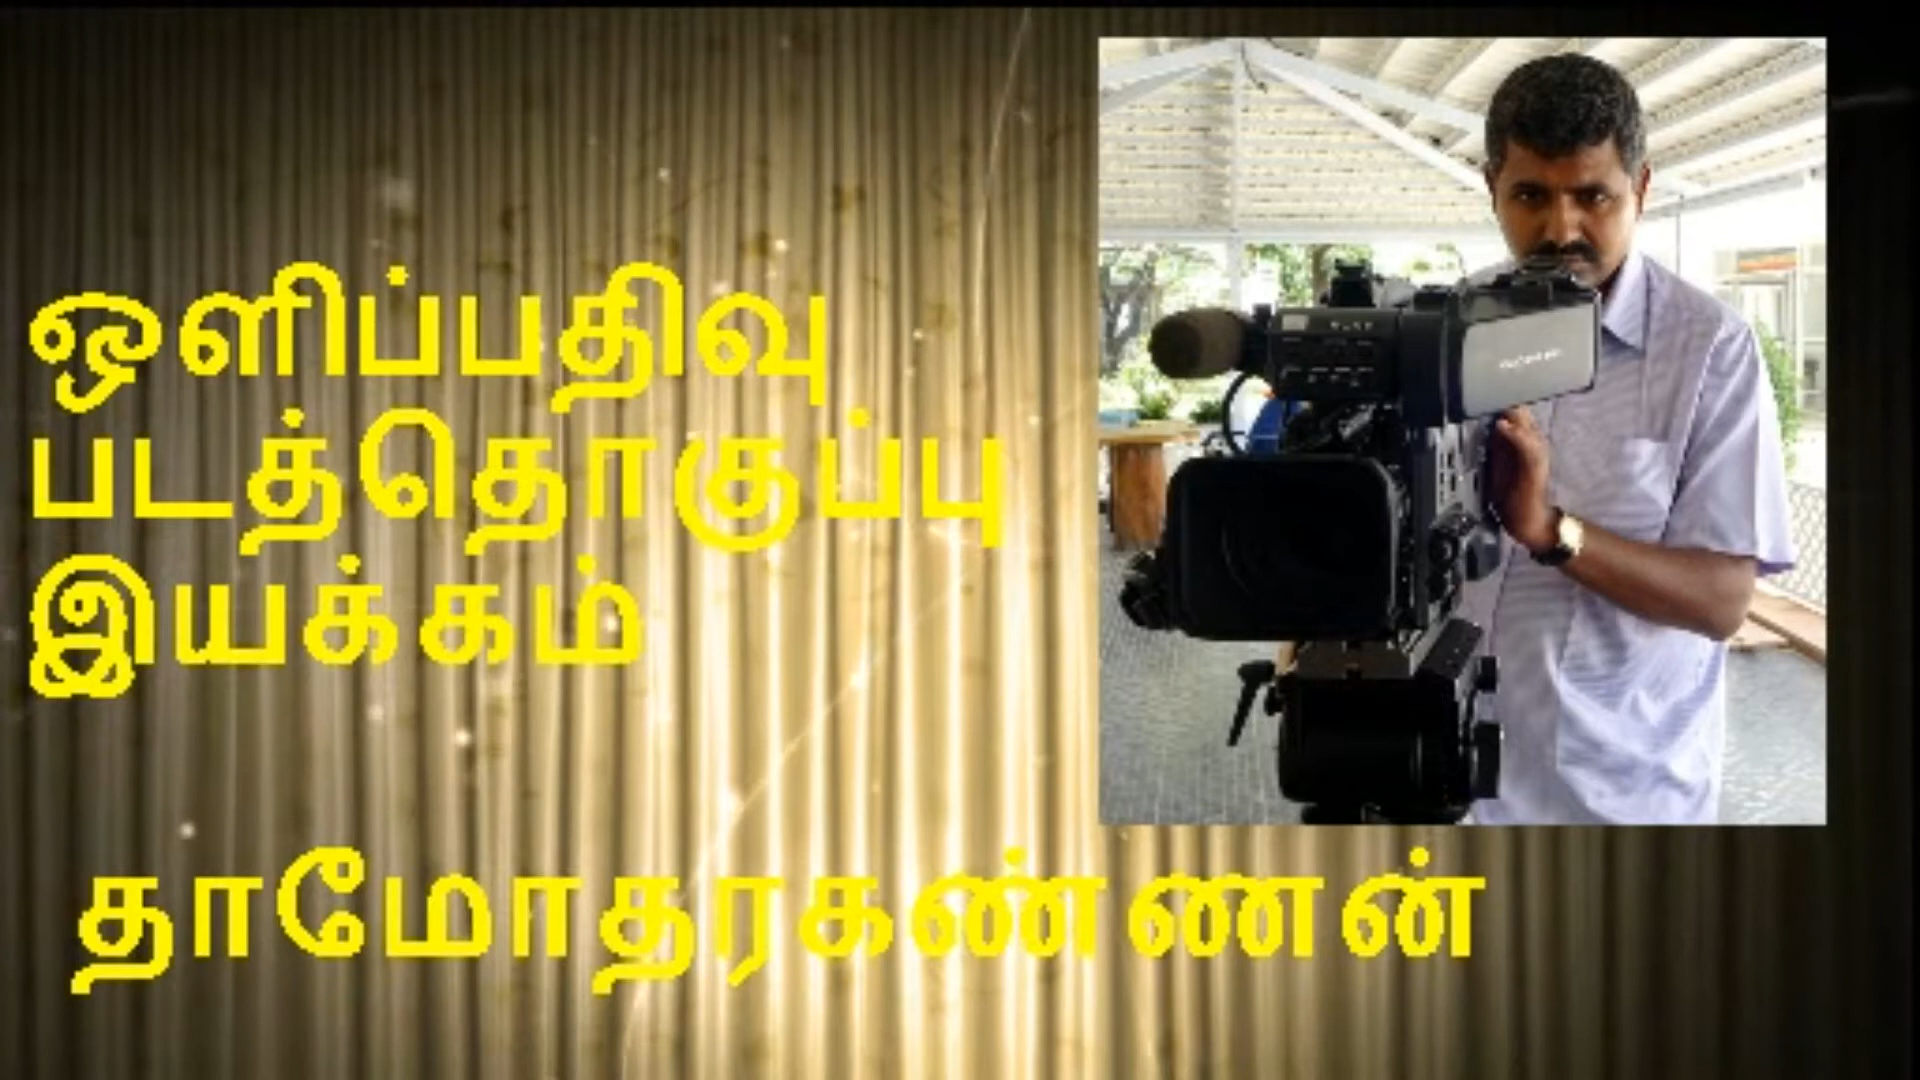 ஒளிப்பதிவு
படத்தொகுப்பு
இயக்கம்
தாமோதரகண்ணன்